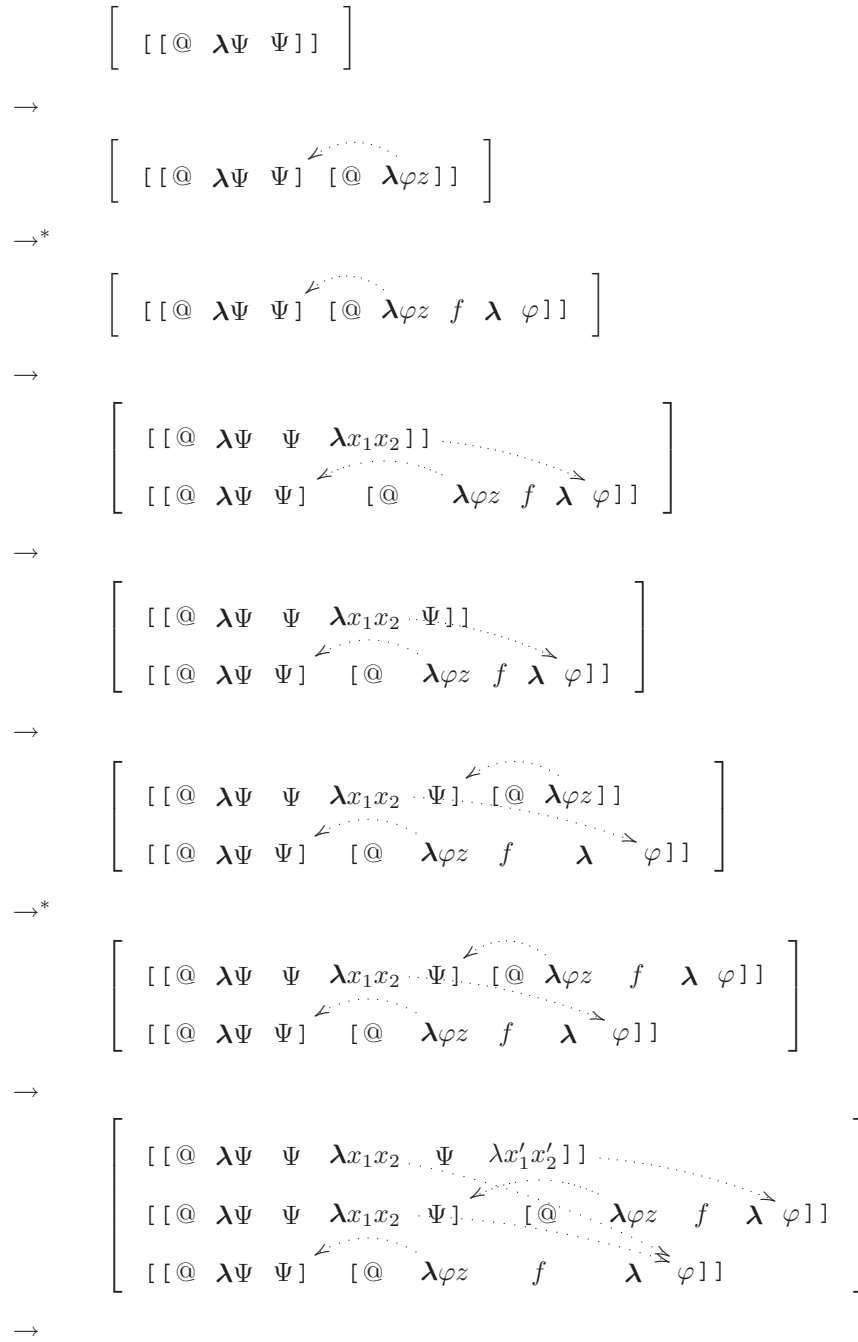 [ [ @ λΨ Ψ ] ]
→
[ [ @ λΨ Ψ ] [ @ λφz ] ]
→*
[ [ @ λΨ Ψ ] [ @ λφz f λ φ ] ]
→
[ [ @ λΨ Ψ λx₁x₂ ] ]
[ [ @ λΨ Ψ ] [ @ λφz f λ φ ] ]
→
[ [ @ λΨ Ψ λx₁x₂ Ψ ] ]
[ [ @ λΨ Ψ ] [ @ λφz f λ φ ] ]
→
[ [ @ λΨ Ψ λx₁x₂ Ψ ] [ @ λφz ] ]
[ [ @ λΨ Ψ ] [ @ λφz f λ φ ] ]
→*
[ [ @ λΨ Ψ λx₁x₂ Ψ ] [ @ λφz f λ φ ] ]
[ [ @ λΨ Ψ ] [ @ λφz f λ φ ] ]
→
[ [ @ λΨ Ψ λx₁x₂ Ψ λx′₁x′₂ ] ]
[ [ @ λΨ Ψ λx₁x₂ Ψ ] [ @ λφz f λ φ ] ]
[ [ @ λΨ Ψ ] [ @ λφz f λ φ ] ]
→